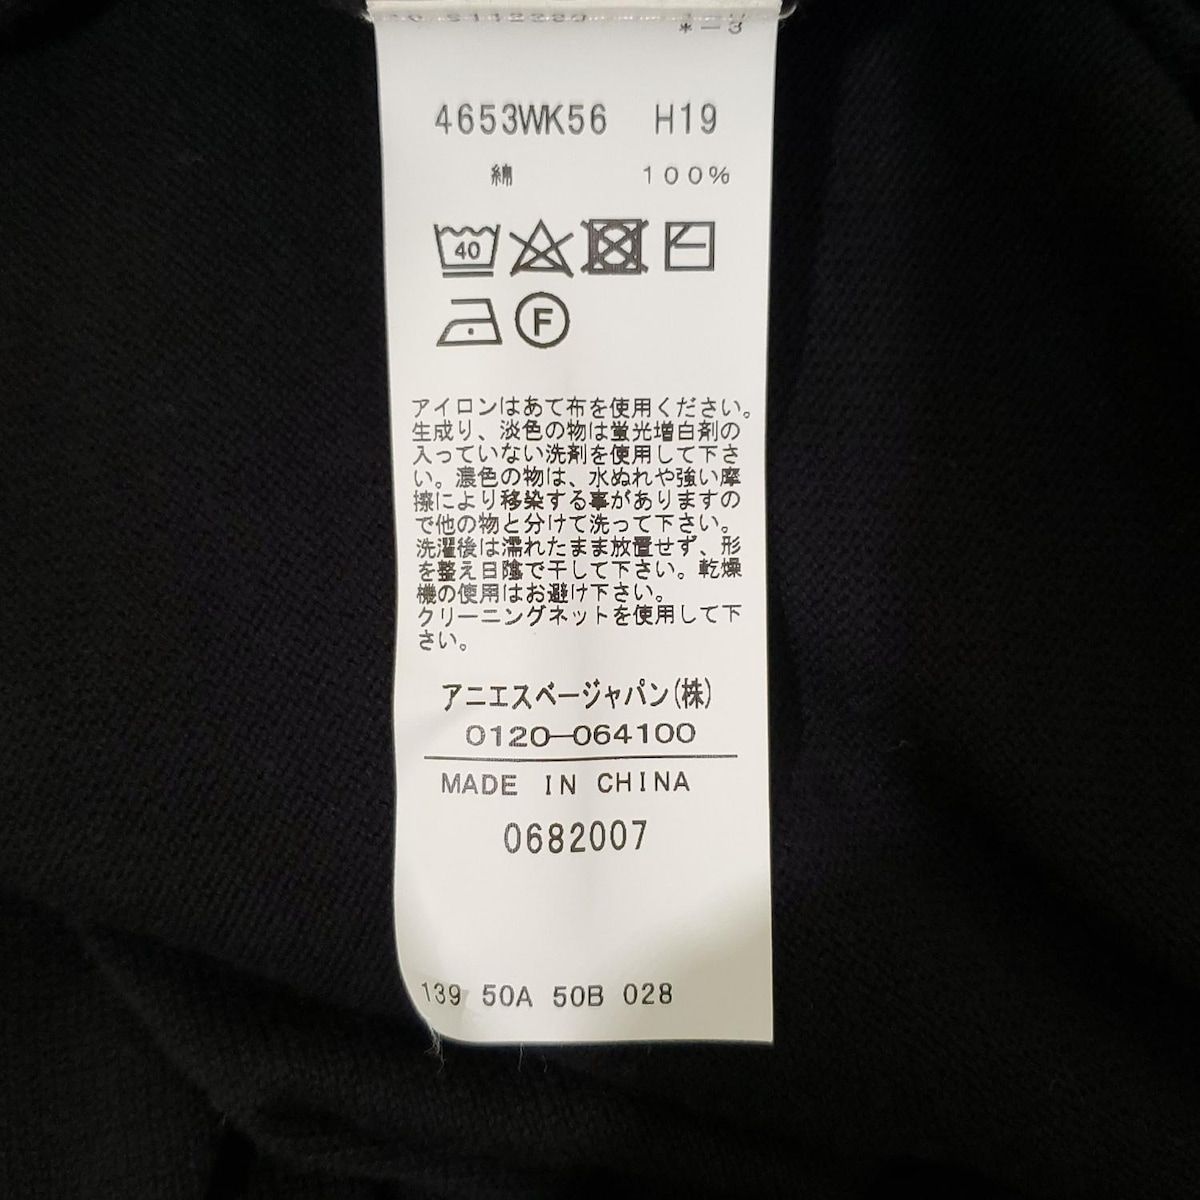 *-3
4653WK56 H19
綿 100%
40
F
アイロンはあて布を使用ください。
生成り、淡色の物は蛍光増白剤の
入っていない洗剤を使用して下さ
い。濃色の物は、水ぬれや強い摩
擦により移染する事がありますの
で他の物と分けて洗って下さい。
洗濯後は濡れたまま放置せず、形
を整え日陰で干して下さい。乾燥
機の使用はお避け下さい。
クリーニングネットを使用して下
さい。
アニエスベージャパン(株)
0120-064100
MADE IN CHINA
0682007
139 50A 50B 028